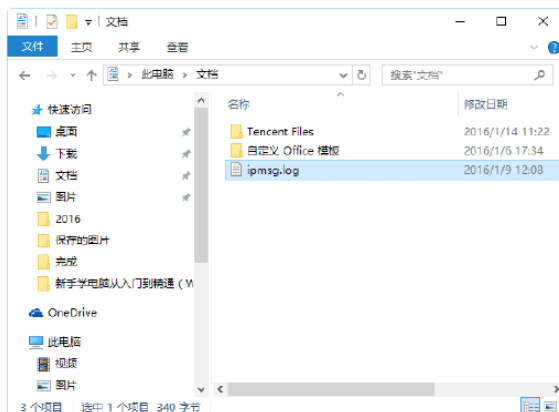 文档
文件 主页 共享 查看
此电脑 > 文档
搜索"文档"
名称 修改日期
快速访问
桌面
下载
文档
图片
2016
保存的图片
完成
新手学电脑从入门到精通（W
OneDrive
此电脑
视频
图片
Tencent Files 2016/1/14 11:22
自定义 Office 模板 2016/1/6 17:34
ipmsg.log 2016/1/9 12:08
3 个项目 选中 1 个项目 340 字节